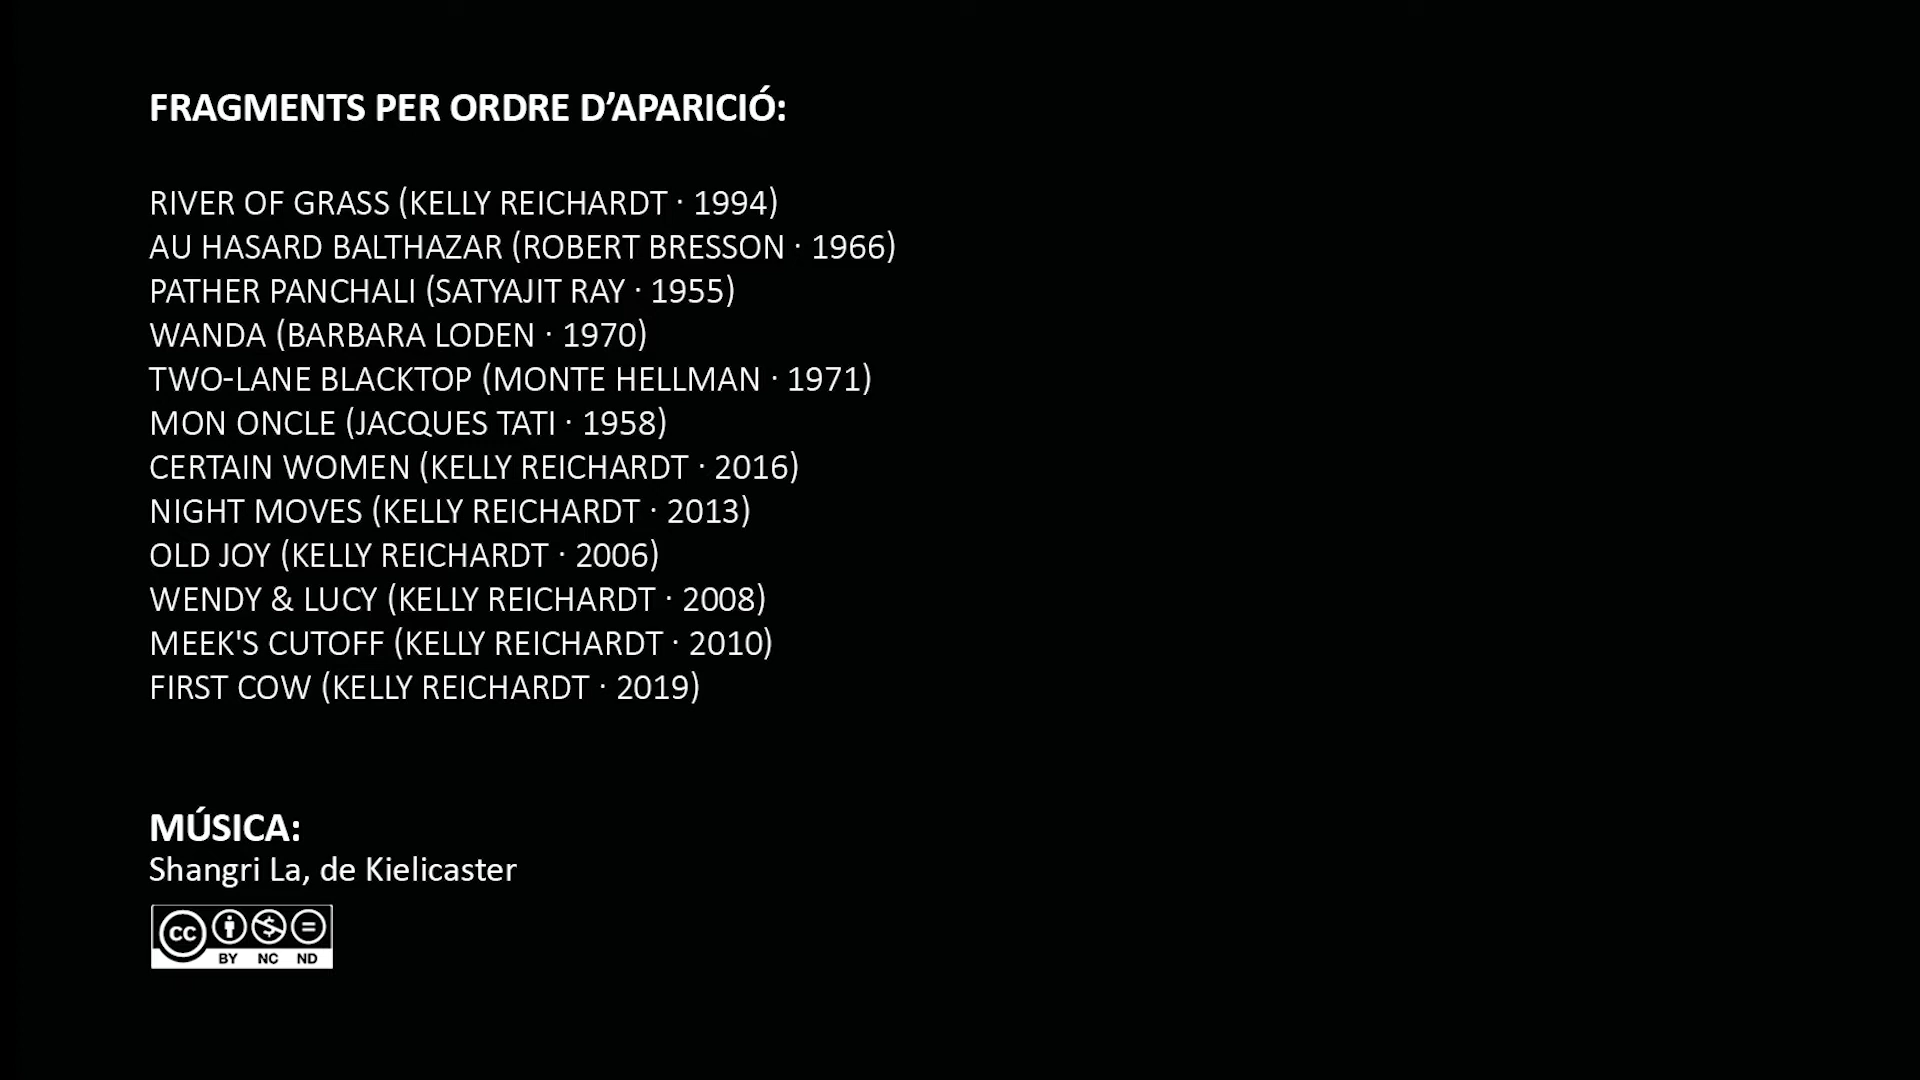 FRAGMENTS PER ORDRE D’APARICIÓ:
RIVER OF GRASS (KELLY REICHARDT · 1994)
AU HASARD BALTHAZAR (ROBERT BRESSON · 1966)
PATHER PANCHALI (SATYAJIT RAY · 1955)
WANDA (BARBARA LODEN · 1970)
TWO-LANE BLACKTOP (MONTE HELLMAN · 1971)
MON ONCLE (JACQUES TATI · 1958)
CERTAIN WOMEN (KELLY REICHARDT · 2016)
NIGHT MOVES (KELLY REICHARDT · 2013)
OLD JOY (KELLY REICHARDT · 2006)
WENDY & LUCY (KELLY REICHARDT · 2008)
MEEK'S CUTOFF (KELLY REICHARDT · 2010)
FIRST COW (KELLY REICHARDT · 2019)
MÚSICA:
Shangri La, de Kielicaster
CC
BY NC ND